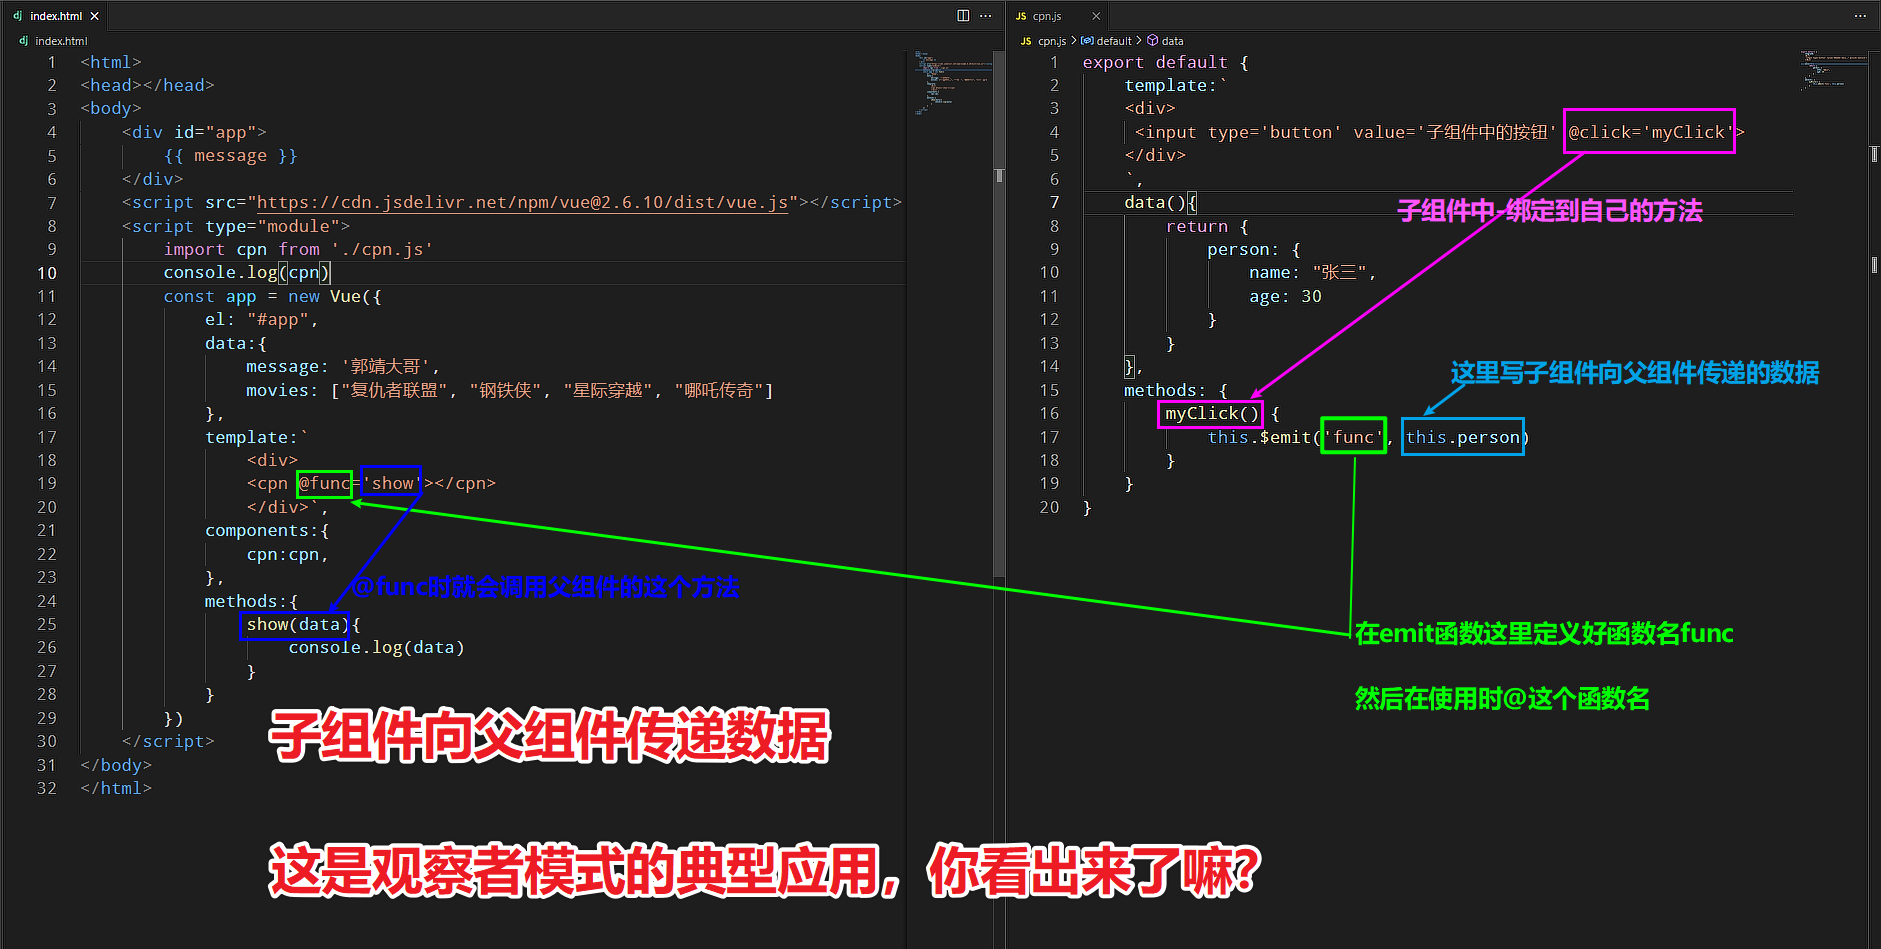 index.html
index.html
1 <html>
2 <head></head>
3 <body>
4 <div id="app">
5 {{ message }}
6 </div>
7 <script src="https://cdn.jsdelivr.net/npm/vue@2.6.10/dist/vue.js"></script>
8 <script type="module">
9 import cpn from './cpn.js'
10 console.log(cpn)
11 const app = new Vue({
12 el: "#app",
13 data:{
14 message: '郭靖大哥',
15 movies: ["复仇者联盟", "钢铁侠", "星际穿越", "哪吒传奇"]
16 },
17 template:`
18 <div>
19 <cpn @func='show'></cpn>
20 </div>`,
21 components:{
22 cpn:cpn,
23 },
24 methods:{
25 show(data){
26 console.log(data)
27 }
28 }
29 })
30 </script>
31 </body>
32 </html>
@func时就会调用父组件的这个方法
JS cpn.js
JS cpn.js > default > data
1 export default {
2 template:`
3 <div>
4 <input type='button' value='子组件中的按钮' @click='myClick'>
5 </div>
6 `,
7 data(){
8 return {
9 person: {
10 name: "张三",
11 age: 30
12 }
13 }
14 },
15 methods: {
16 myClick() {
17 this.$emit('func', this.person)
18 }
19 }
20 }
子组件中-绑定到自己的方法
这里写子组件向父组件传递的数据
在emit函数这里定义好函数名func
然后在使用时@这个函数名
子组件向父组件传递数据
这是观察者模式的典型应用，你看出来了嘛？